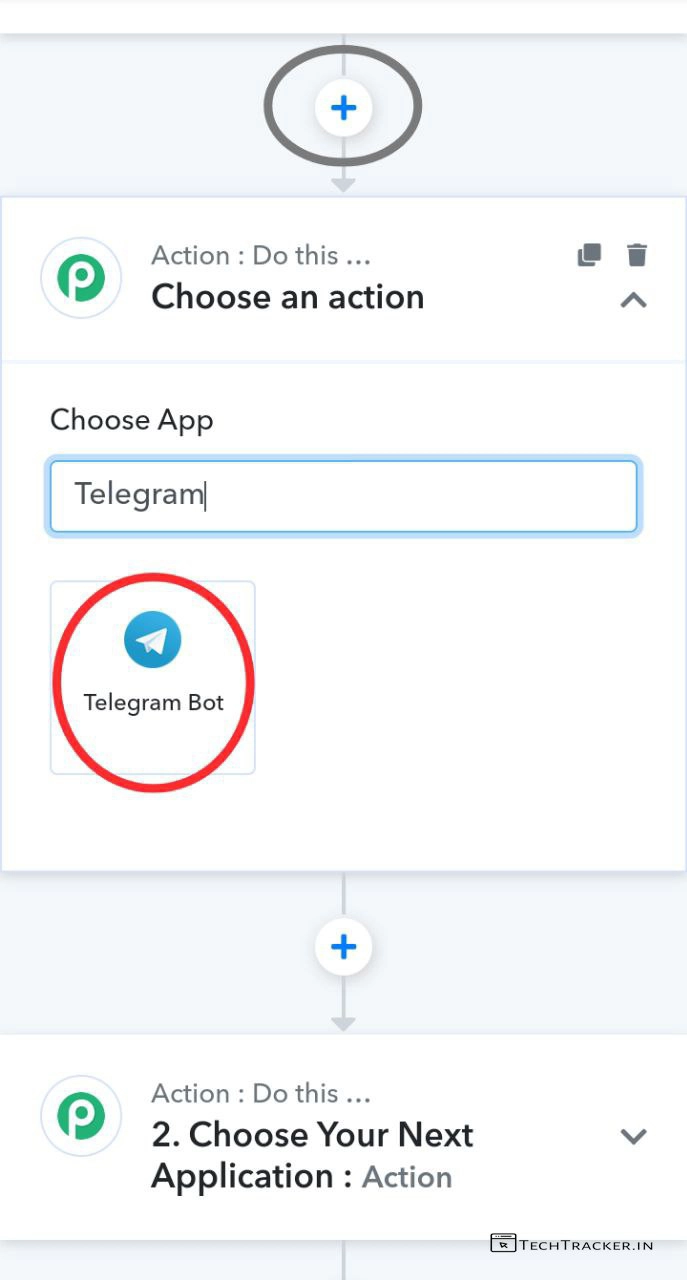 Action : Do this ...
Choose an action
Choose App
Telegram
Telegram Bot
Action : Do this ...
2. Choose Your Next
Application : Action
TECHTRACKER.IN